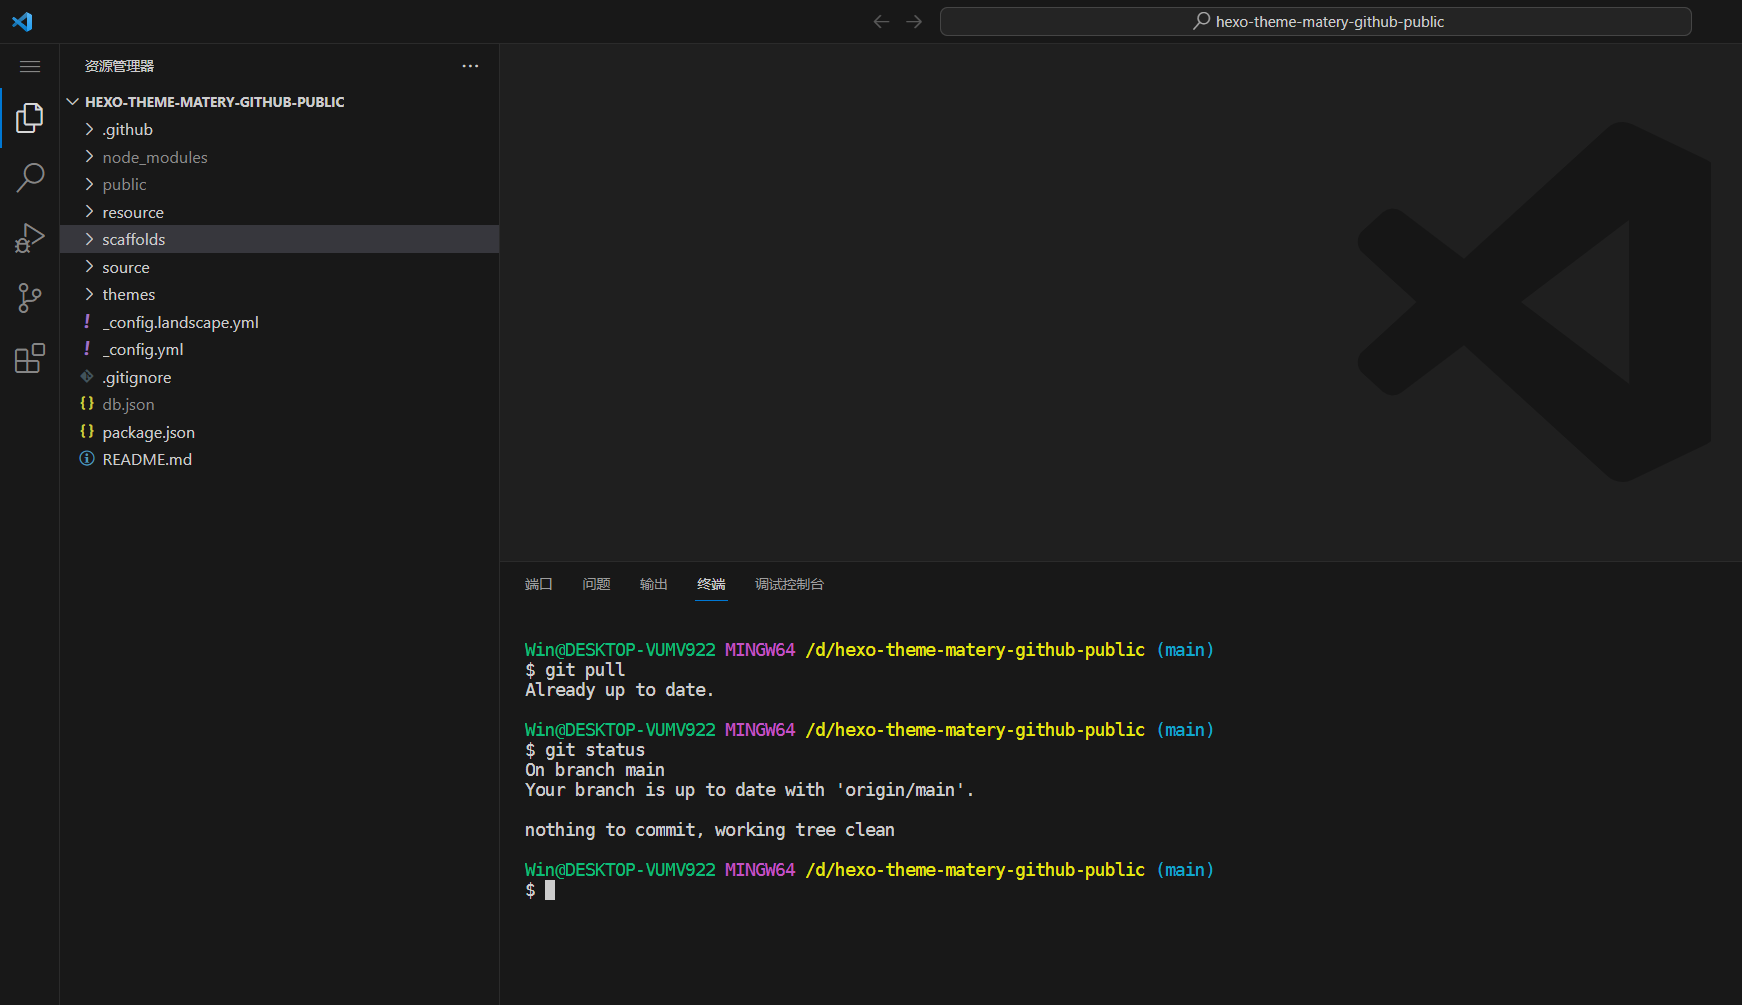 hexo-theme-matery-github-public
资源管理器
HEXO-THEME-MATERY-GITHUB-PUBLIC
.github
node_modules
public
resource
scaffolds
source
themes
_config.landscape.yml
_config.yml
.gitignore
db.json
package.json
README.md
端口 问题 输出 终端 调试控制台
Win@DESKTOP-VUMV922 MINGW64 /d/hexo-theme-matery-github-public (main)
$ git pull
Already up to date.
Win@DESKTOP-VUMV922 MINGW64 /d/hexo-theme-matery-github-public (main)
$ git status
On branch main
Your branch is up to date with 'origin/main'.
nothing to commit, working tree clean
Win@DESKTOP-VUMV922 MINGW64 /d/hexo-theme-matery-github-public (main)
$